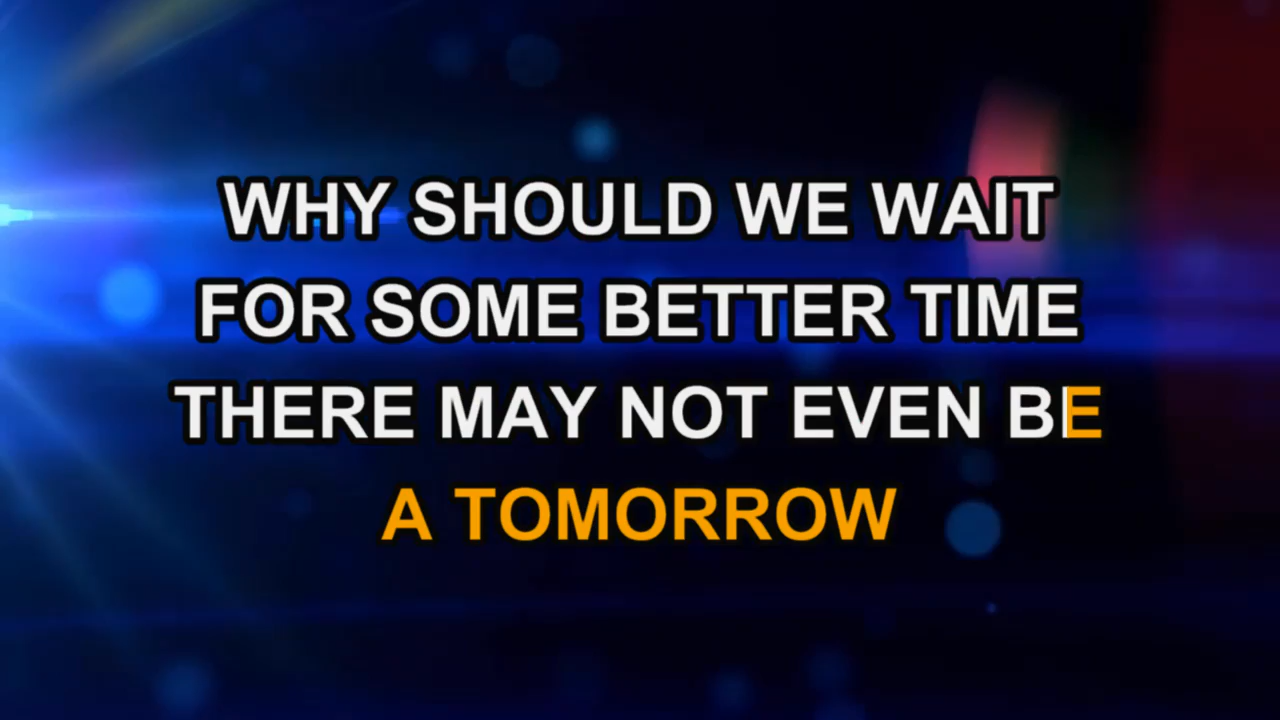 WHY SHOULD WE WAIT
FOR SOME BETTER TIME
THERE MAY NOT EVEN BE
A TOMORROW